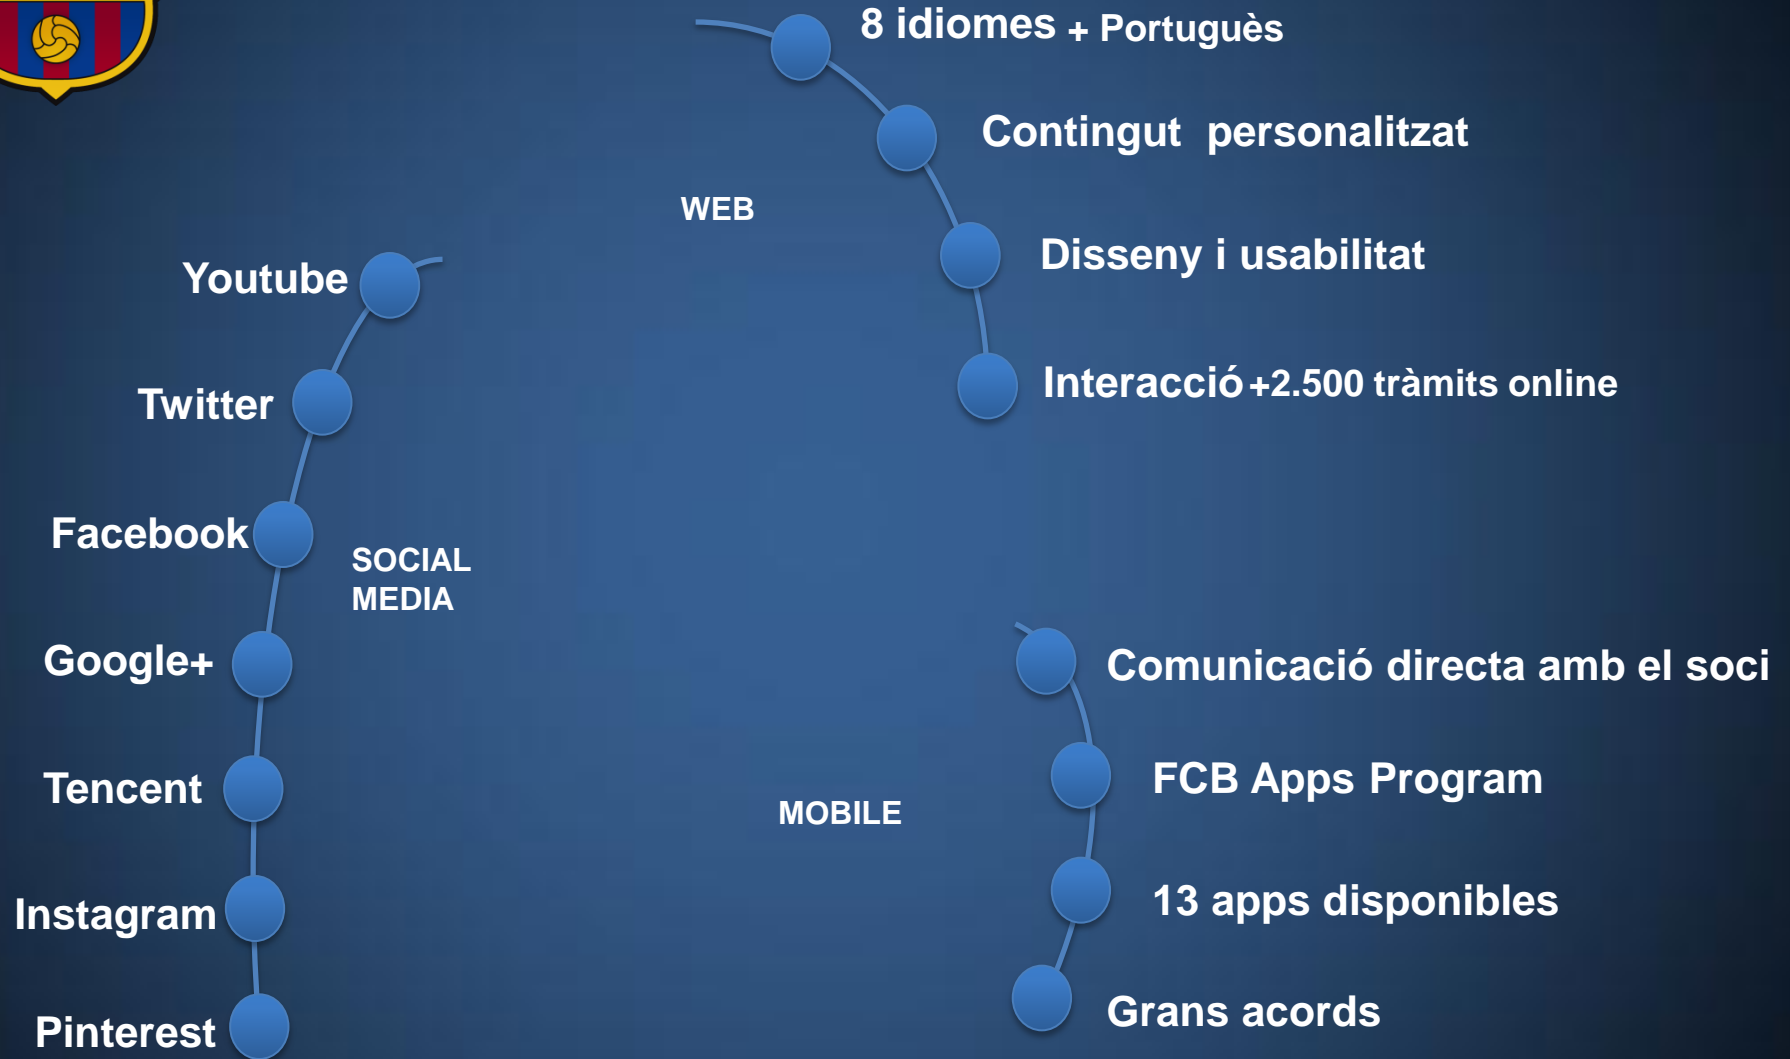 8 idiomes + Portuguès
Contingut personalitzat
WEB
Disseny i usabilitat
Interacció +2.500 tràmits online
Youtube
Twitter
Facebook
SOCIAL
MEDIA
Google+
Tencent
Instagram
Pinterest
Comunicació directa amb el soci
FCB Apps Program
MOBILE
13 apps disponibles
Grans acords